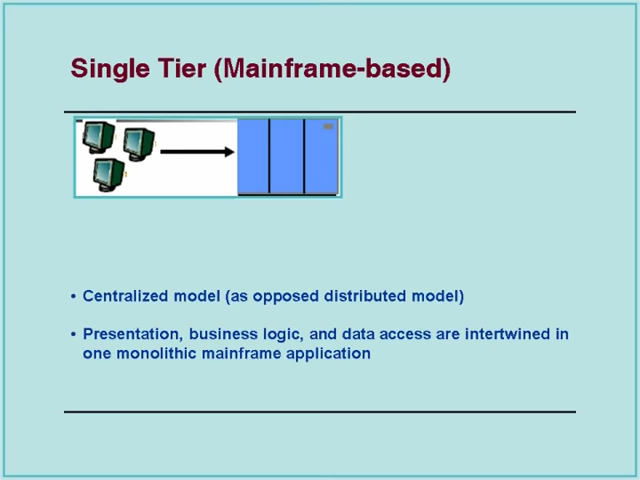 Single Tier (Mainframe-based)
• Centralized model (as opposed distributed model)
• Presentation, business logic, and data access are intertwined in
one monolithic mainframe application